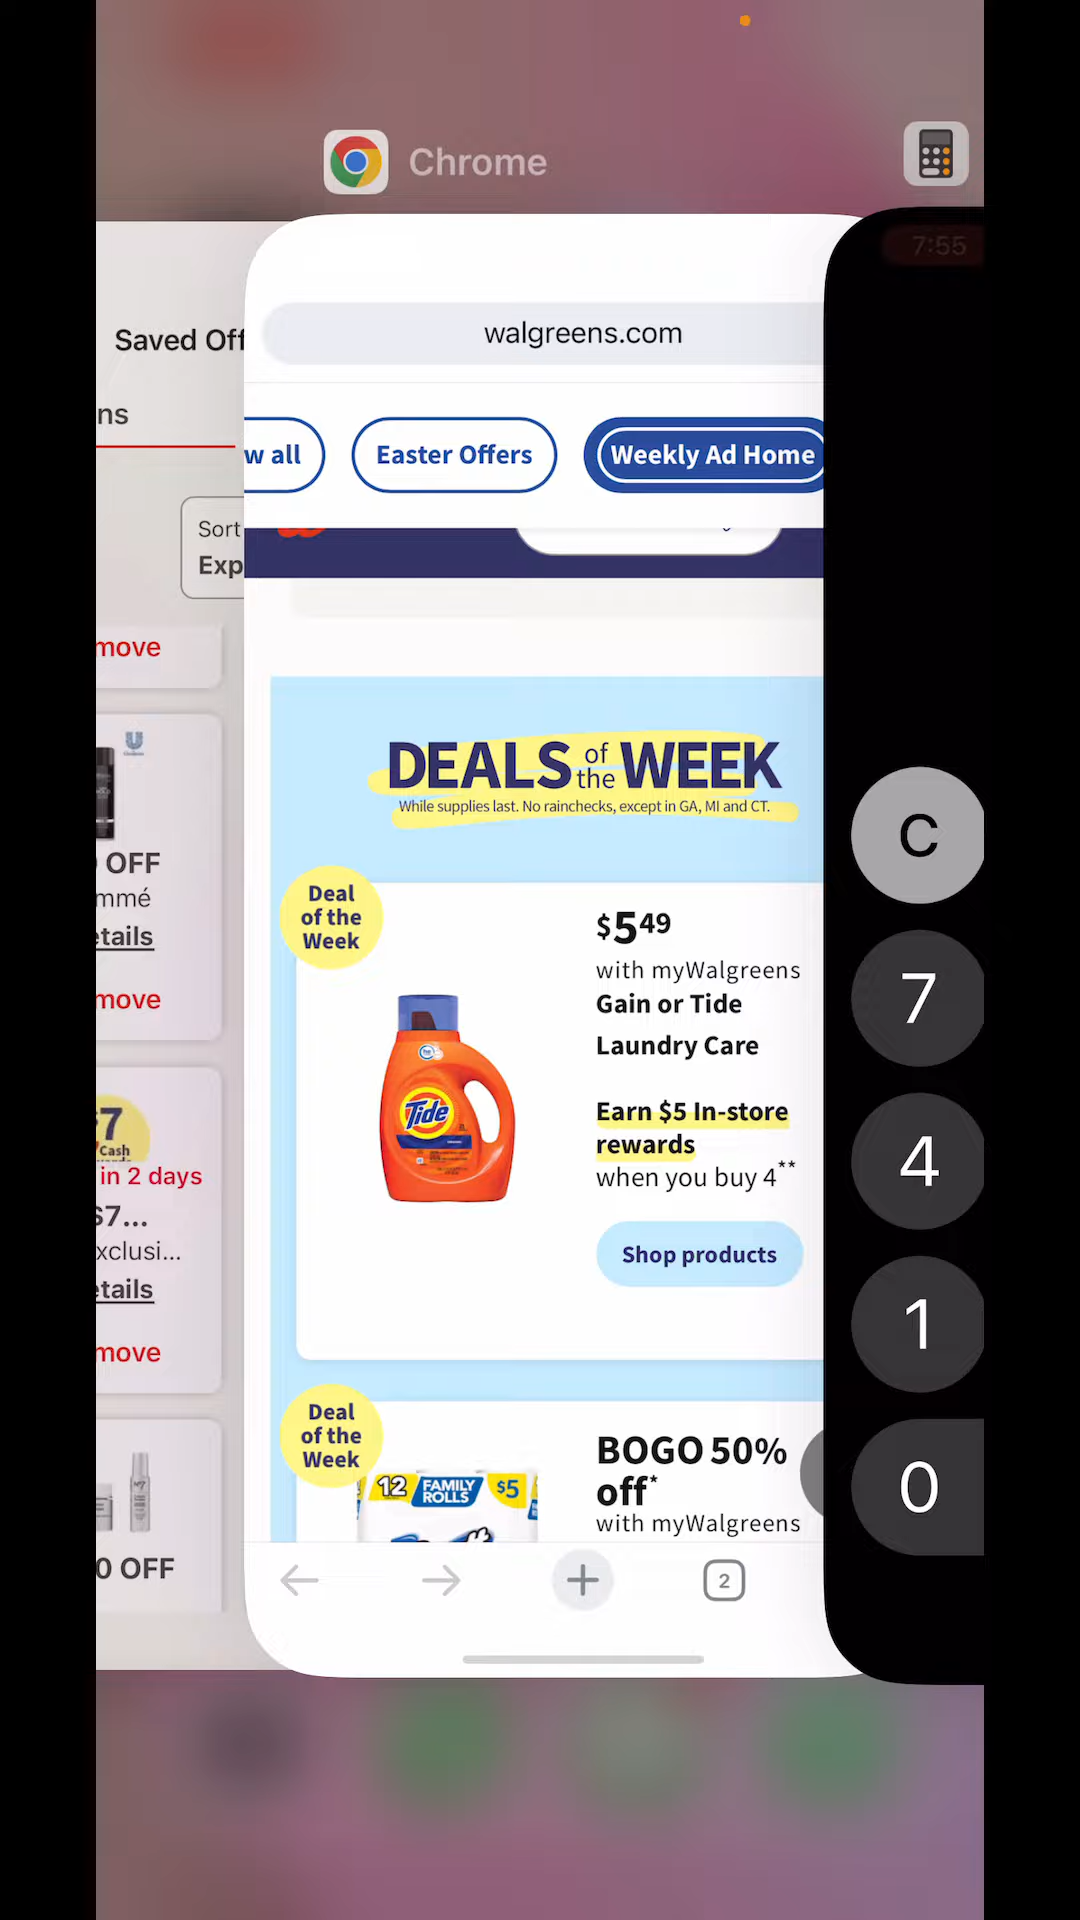 Chrome
7:55
Saved Off
ns
Sort
Exp
move
OFF
mmé
etails
move
$7
Cash
in 2 days
$7...
xclusi...
etails
move
0 OFF
walgreens.com
w all
Easter Offers
Weekly Ad Home
DEALS of the WEEK
While supplies last. No rainchecks, except in GA, MI and CT.
Deal
of the
Week
$5 49
with myWalgreens
Gain or Tide
Laundry Care
Earn $5 In-store
rewards
when you buy 4**
Shop products
Tide
Deal
of the
Week
BOGO 50%
off*
with myWalgreens
12 FAMILY ROLLS $5
2
C
7
4
1
0